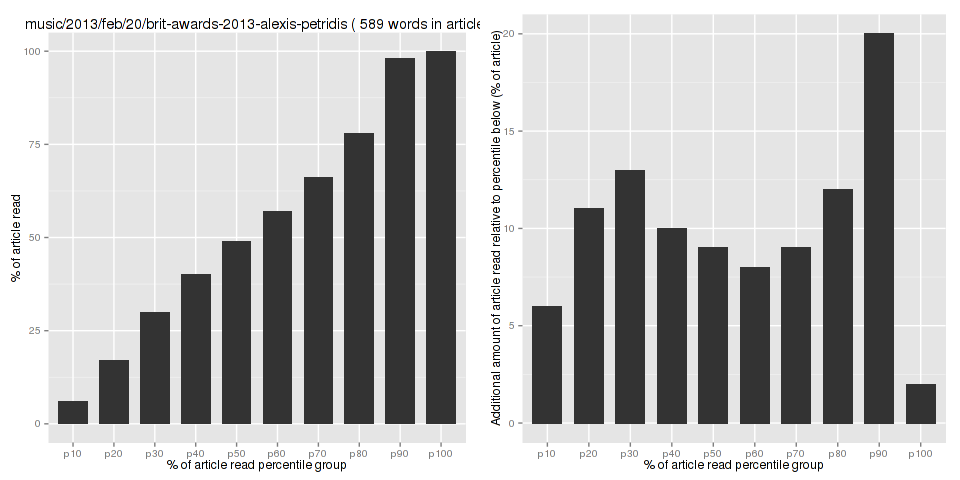 music/2013/feb/20/brit-awards-2013-alexis-petridis ( 589 words in article
% of article read
100
75
50
25
0
p10 p20 p30 p40 p50 p60 p70 p80 p90 p100
% of article read percentile group
Additional amount of article read relative to percentile below (% of article)
20
15
10
5
0
p10 p20 p30 p40 p50 p60 p70 p80 p90 p100
% of article read percentile group